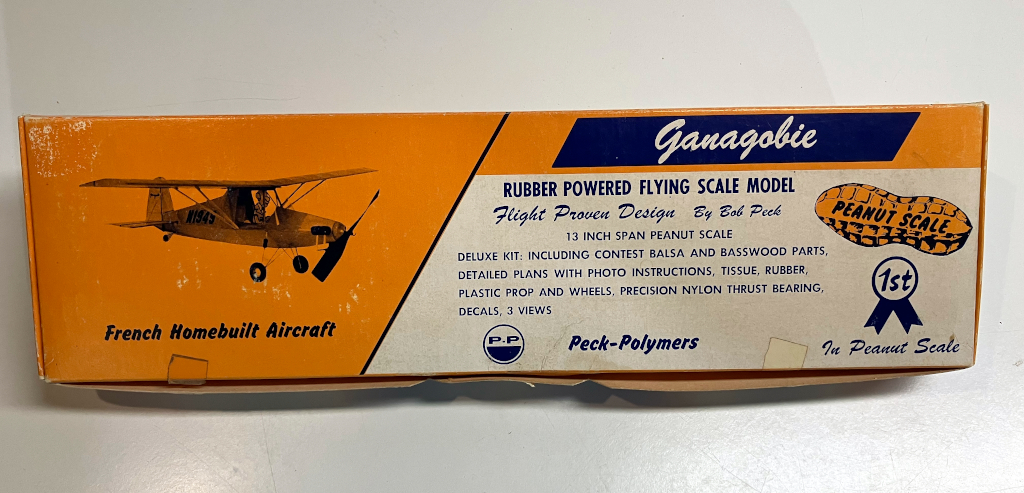 Ganagobie
RUBBER POWERED FLYING SCALE MODEL
Flight Proven Design By Bob Peck
13 INCH SPAN PEANUT SCALE
DELUXE KIT: INCLUDING CONTEST BALSA AND BASSWOOD PARTS,
DETAILED PLANS WITH PHOTO INSTRUCTIONS, TISSUE, RUBBER,
PLASTIC PROP AND WHEELS, PRECISION NYLON THRUST BEARING,
DECALS, 3 VIEWS
P-P
Peck-Polymers
PEANUT SCALE
1st
In Peanut Scale
N1949
French Homebuilt Aircraft